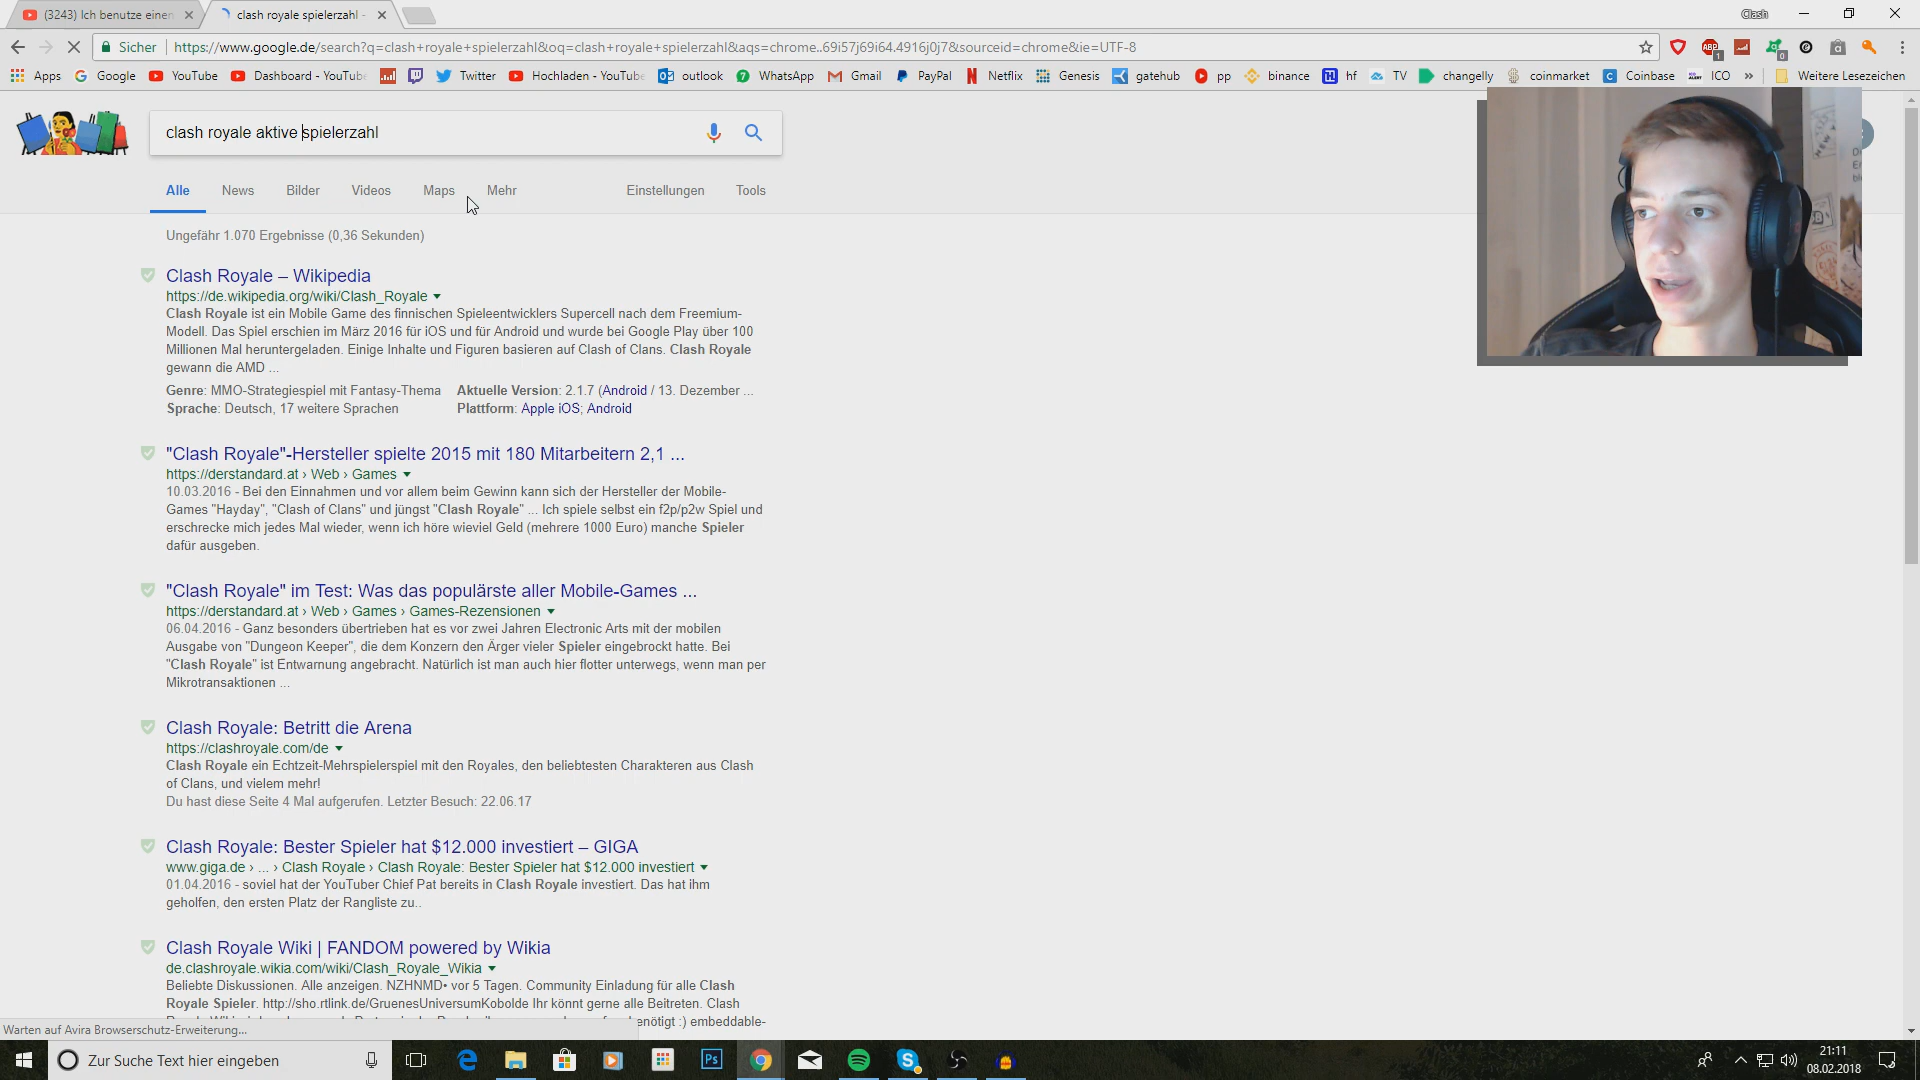 (3243) Ich benutze einen
clash royale spielerzahl -
Clash
Sicher
https://www.google.de/search?q=clash+royale+spielerzahl&oq=clash+royale+spielerzahl&aqs=chrome..69i57j69i64.4916j0j7&sourceid=chrome&ie=UTF-8
ABP
1
0
Apps Google YouTube Dashboard - YouTube Twitter Hochladen - YouTube outlook WhatsApp Gmail PayPal Netflix Genesis gatehub pp binance hf TV changelly coinmarket Coinbase ICO » Weitere Lesezeichen
clash royale aktive spielerzahl
Alle News Bilder Videos Maps Mehr Einstellungen Tools
Ungefähr 1.070 Ergebnisse (0,36 Sekunden)
Clash Royale – Wikipedia
https://de.wikipedia.org/wiki/Clash_Royale
Clash Royale ist ein Mobile Game des finnischen Spieleentwicklers Supercell nach dem Freemium-
Modell. Das Spiel erschien im März 2016 für iOS und für Android und wurde bei Google Play über 100
Millionen Mal heruntergeladen. Einige Inhalte und Figuren basieren auf Clash of Clans. Clash Royale
gewann die AMD ...
Genre: MMO-Strategiespiel mit Fantasy-Thema Aktuelle Version: 2.1.7 (Android / 13. Dezember ...
Sprache: Deutsch, 17 weitere Sprachen Plattform: Apple iOS; Android
"Clash Royale"-Hersteller spielte 2015 mit 180 Mitarbeitern 2,1 ...
https://derstandard.at › Web › Games
10.03.2016 - Bei den Einnahmen und vor allem beim Gewinn kann sich der Hersteller der Mobile-
Games "Hayday", "Clash of Clans" und jüngst "Clash Royale" ... Ich spiele selbst ein f2p/p2w Spiel und
erschrecke mich jedes Mal wieder, wenn ich höre wieviel Geld (mehrere 1000 Euro) manche Spieler
dafür ausgeben.
"Clash Royale" im Test: Was das populärste aller Mobile-Games ...
https://derstandard.at › Web › Games › Games-Rezensionen
06.04.2016 - Ganz besonders übertrieben hat es vor zwei Jahren Electronic Arts mit der mobilen
Ausgabe von "Dungeon Keeper", die dem Konzern den Ärger vieler Spieler eingebrockt hatte. Bei
"Clash Royale" ist Entwarnung angebracht. Natürlich ist man auch hier flotter unterwegs, wenn man per
Mikrotransaktionen ...
Clash Royale: Betritt die Arena
https://clashroyale.com/de
Clash Royale ein Echtzeit-Mehrspielerspiel mit den Royales, den beliebtesten Charakteren aus Clash
of Clans, und vielem mehr!
Du hast diese Seite 4 Mal aufgerufen. Letzter Besuch: 22.06.17
Clash Royale: Bester Spieler hat $12.000 investiert – GIGA
www.giga.de › ... › Clash Royale › Clash Royale: Bester Spieler hat $12.000 investiert
01.04.2016 - soviel hat der YouTuber Chief Pat bereits in Clash Royale investiert. Das hat ihm
geholfen, den ersten Platz der Rangliste zu..
Clash Royale Wiki | FANDOM powered by Wikia
de.clashroyale.wikia.com/wiki/Clash_Royale_Wikia
Beliebte Diskussionen. Alle anzeigen. NZHNMD• vor 5 Tagen. Community Einladung für alle Clash
Royale Spieler. http://sho.rtlink.de/GruenesUniversumKobolde Ihr könnt gerne alle Beitreten. Clash
enötigt :) embeddable-
Warten auf Avira Browserschutz-Erweiterung...
Zur Suche Text hier eingeben
Ps
21:11
08.02.2018